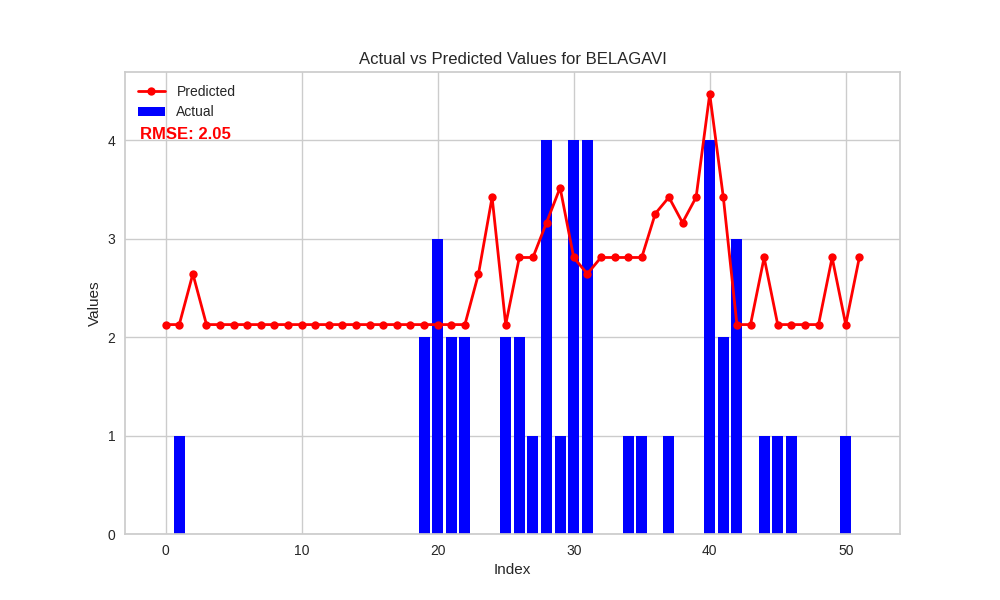 Actual vs Predicted Values for BELAGAVI
Predicted
Actual
RMSE: 2.05
4
3
2
1
0
Values
0 10 20 30 40 50
Index